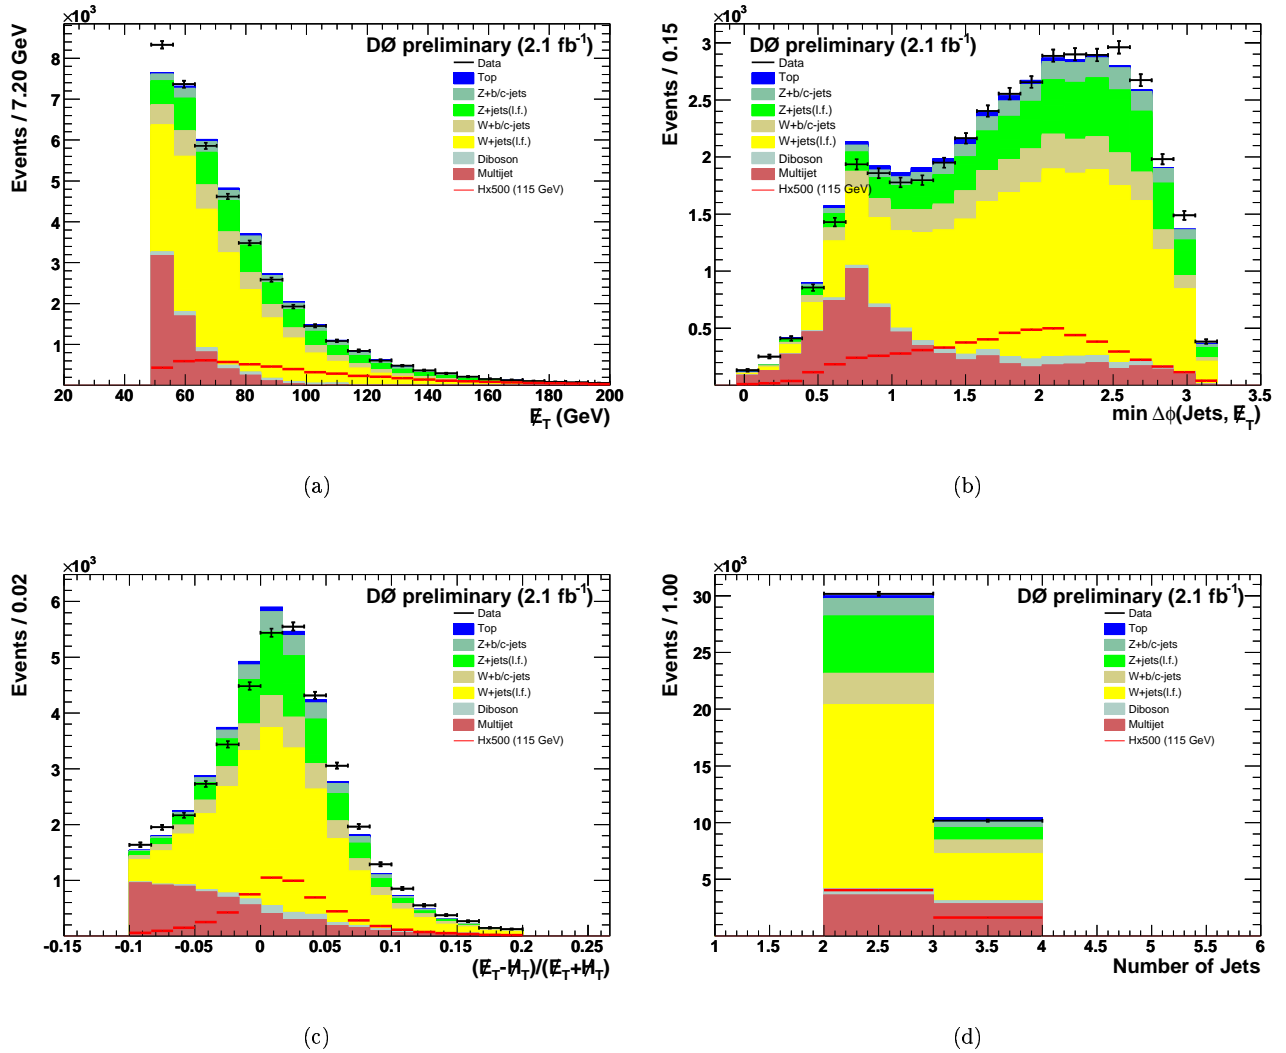 ×10³
Events / 7.20 GeV
DØ preliminary (2.1 fb⁻¹)
Data
Top
Z+b/c-jets
Z+jets(l.f.)
W+b/c-jets
W+jets(l.f.)
Diboson
Multijet
Hx500 (115 GeV)
8
7
6
5
4
3
2
1
20 40 60 80 100 120 140 160 180 200
E̸_T (GeV)
(a)
×10³
Events / 0.15
DØ preliminary (2.1 fb⁻¹)
Data
Top
Z+b/c-jets
Z+jets(l.f.)
W+b/c-jets
W+jets(l.f.)
Diboson
Multijet
Hx500 (115 GeV)
3
2.5
2
1.5
1
0.5
0 0.5 1 1.5 2 2.5 3 3.5
min Δϕ(Jets, E̸_T)
(b)
×10³
Events / 0.02
DØ preliminary (2.1 fb⁻¹)
Data
Top
Z+b/c-jets
Z+jets(l.f.)
W+b/c-jets
W+jets(l.f.)
Diboson
Multijet
Hx500 (115 GeV)
6
5
4
3
2
1
-0.15 -0.1 -0.05 0 0.05 0.1 0.15 0.2 0.25
(E̸_T-H̸_T)/(E̸_T+H̸_T)
(c)
×10³
Events / 1.00
DØ preliminary (2.1 fb⁻¹)
Data
Top
Z+b/c-jets
Z+jets(l.f.)
W+b/c-jets
W+jets(l.f.)
Diboson
Multijet
Hx500 (115 GeV)
30
25
20
15
10
5
1 1.5 2 2.5 3 3.5 4 4.5 5 5.5 6
Number of Jets
(d)